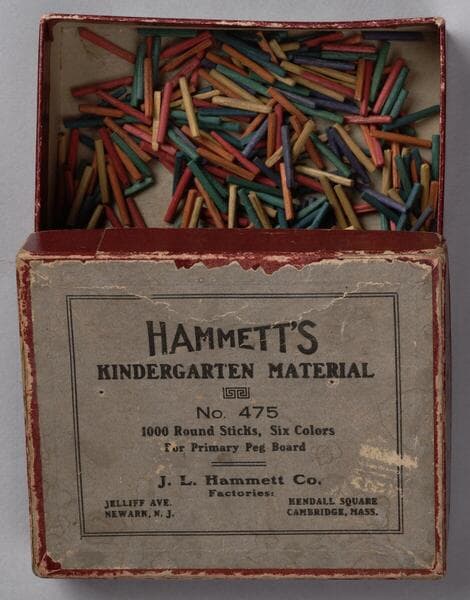 HAMMETT'S
KINDERGARTEN MATERIAL
No. 475
1000 Round Sticks, Six Colors
For Primary Peg Board
J. L. Hammett Co.
Factories:
JELLIFF AVE. KENDALL SQUARE
NEWARK, N. J. CAMBRIDGE, MASS.